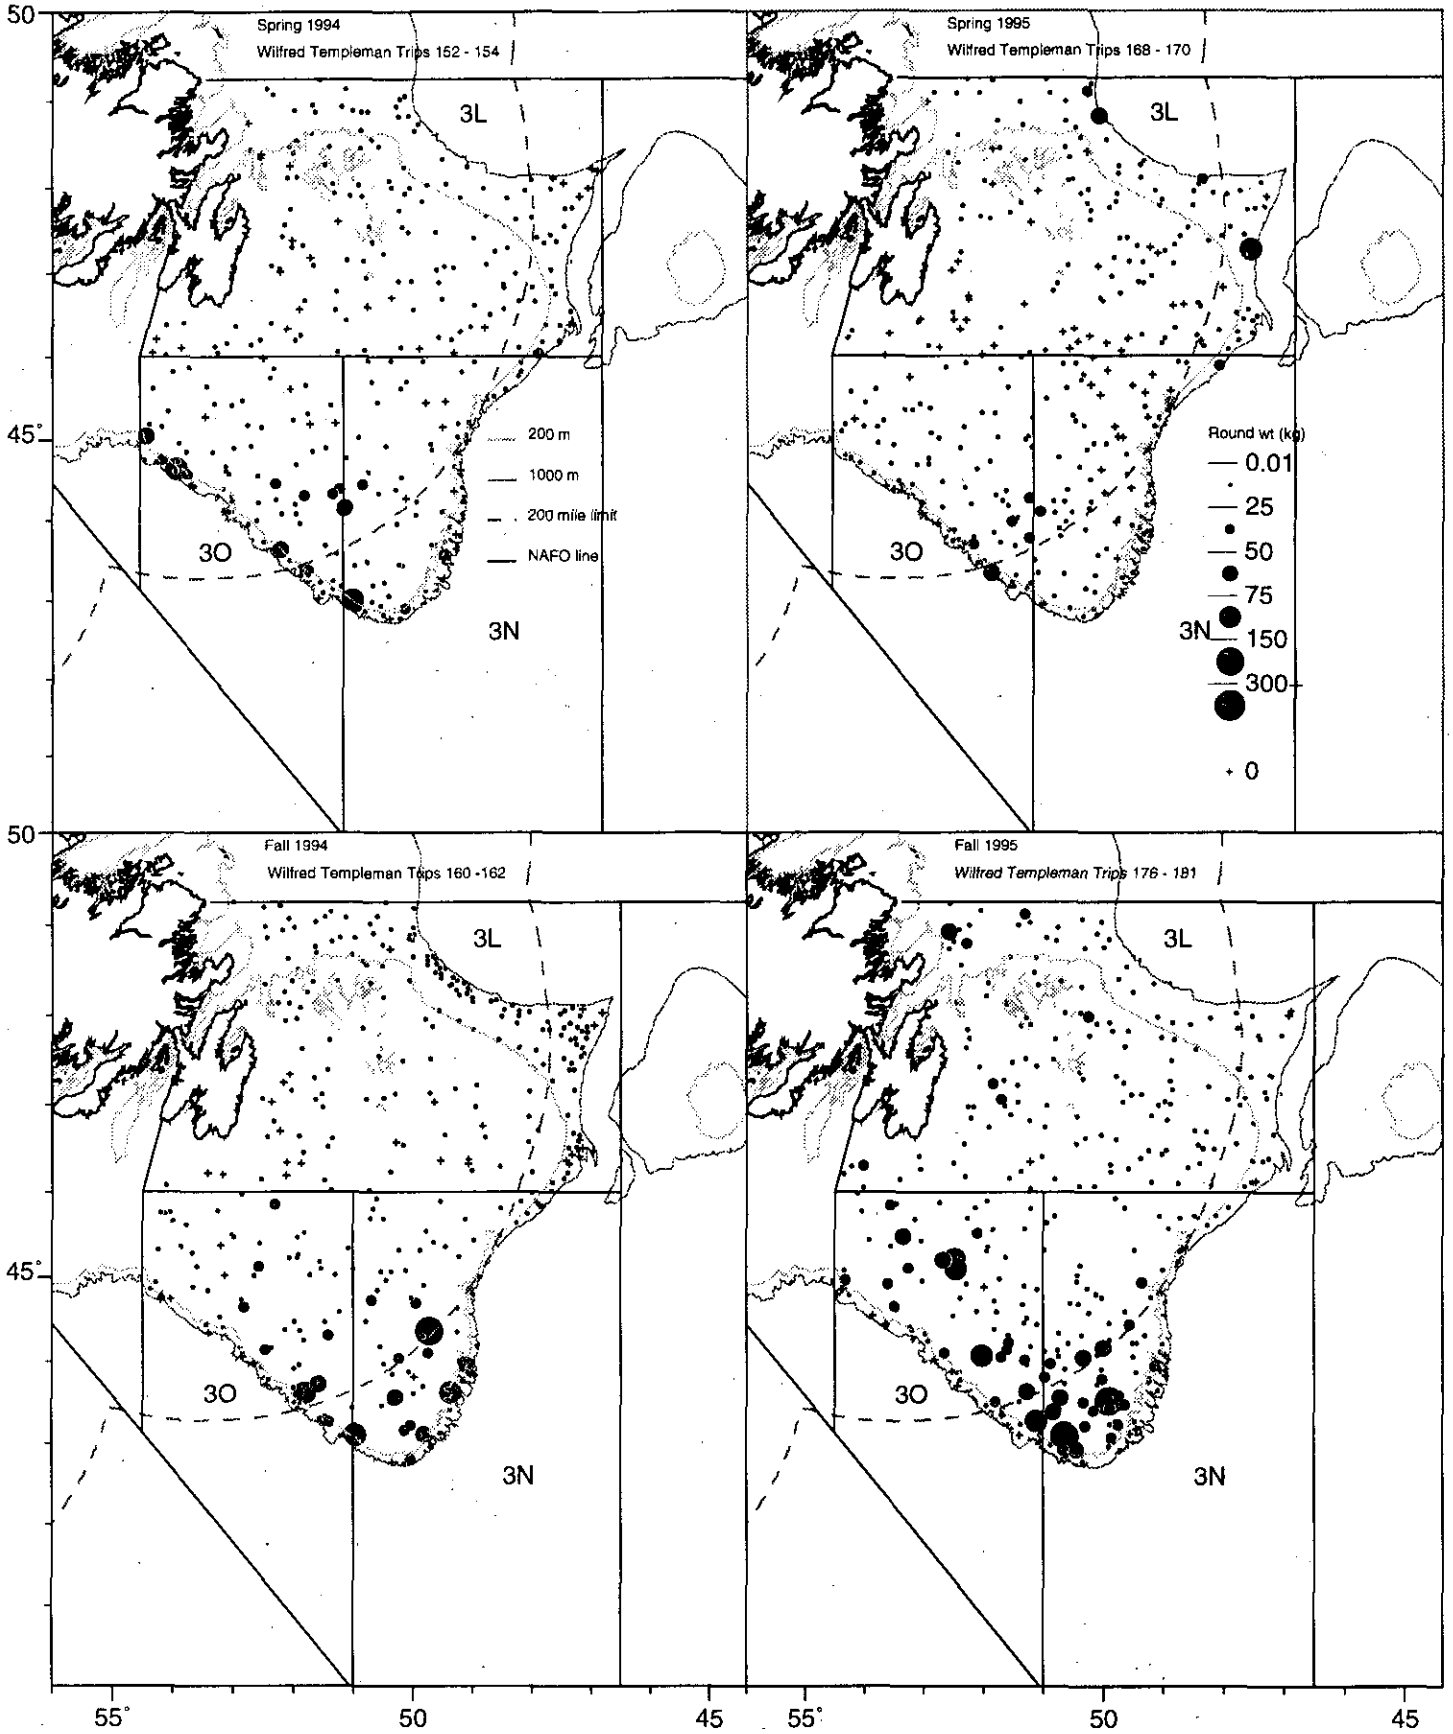 50
Spring 1994
Wilfred Templeman Trips 152 - 154
3L
45°
200 m
1000 m
200 mile limit
NAFO line
3O
3N
Spring 1995
Wilfred Templeman Trips 168 - 170
3L
Round wt (kg)
0.01
25
50
75
150
300+
0
3O
3N
50
Fall 1994
Wilfred Templeman Trips 160 -162
3L
45°
3O
3N
Fall 1995
Wilfred Templeman Trips 176 - 181
3L
3O
3N
55°
50
45
55°
50
45